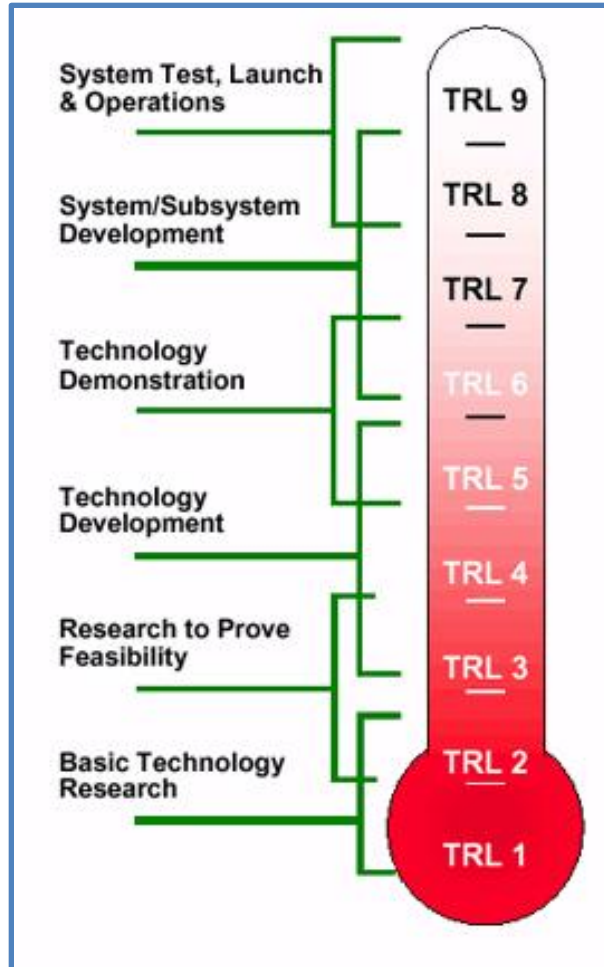 System Test, Launch
& Operations
System/Subsystem
Development
Technology
Demonstration
Technology
Development
Research to Prove
Feasibility
Basic Technology
Research
TRL 9
TRL 8
TRL 7
TRL 6
TRL 5
TRL 4
TRL 3
TRL 2
TRL 1